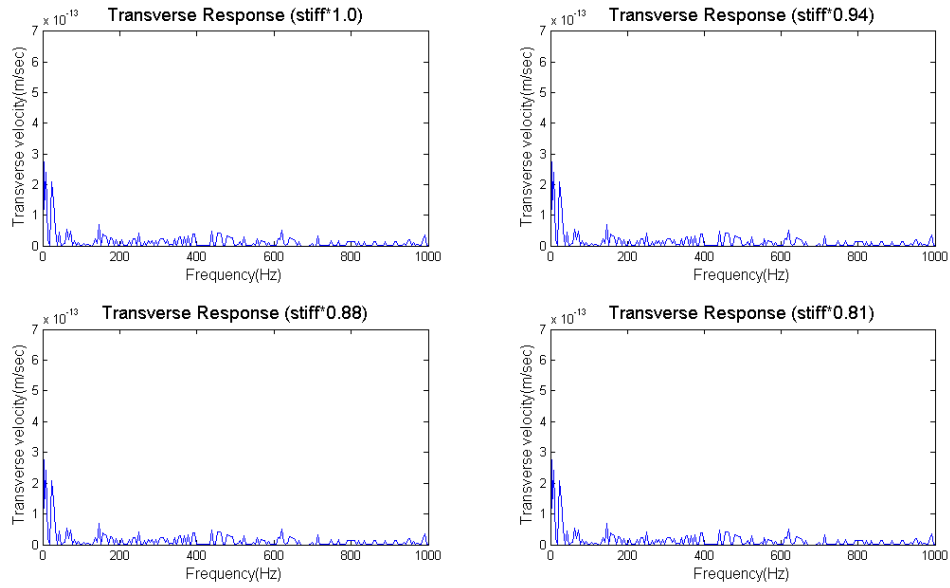 Transverse Response (stiff*1.0)
x 10^-13
7
6
5
4
3
2
1
0
Transverse velocity(m/sec)
0 200 400 600 800 1000
Frequency(Hz)
Transverse Response (stiff*0.94)
x 10^-13
7
6
5
4
3
2
1
0
Transverse velocity(m/sec)
0 200 400 600 800 1000
Frequency(Hz)
Transverse Response (stiff*0.88)
x 10^-13
7
6
5
4
3
2
1
0
Transverse velocity(m/sec)
0 200 400 600 800 1000
Frequency(Hz)
Transverse Response (stiff*0.81)
x 10^-13
7
6
5
4
3
2
1
0
Transverse velocity(m/sec)
0 200 400 600 800 1000
Frequency(Hz)